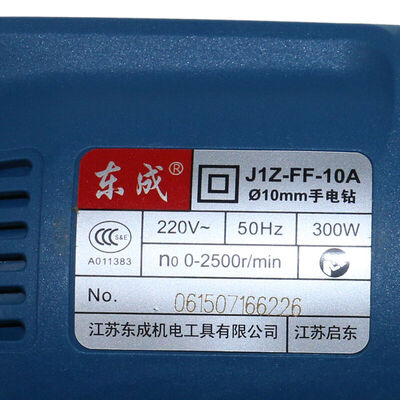 东成® J1Z-FF-10A
Ø10mm手电钻
CCC S&E 220V~ 50Hz 300W
A011383 n0 0-2500r/min
No. 061507166226
江苏东成机电工具有限公司 江苏启东